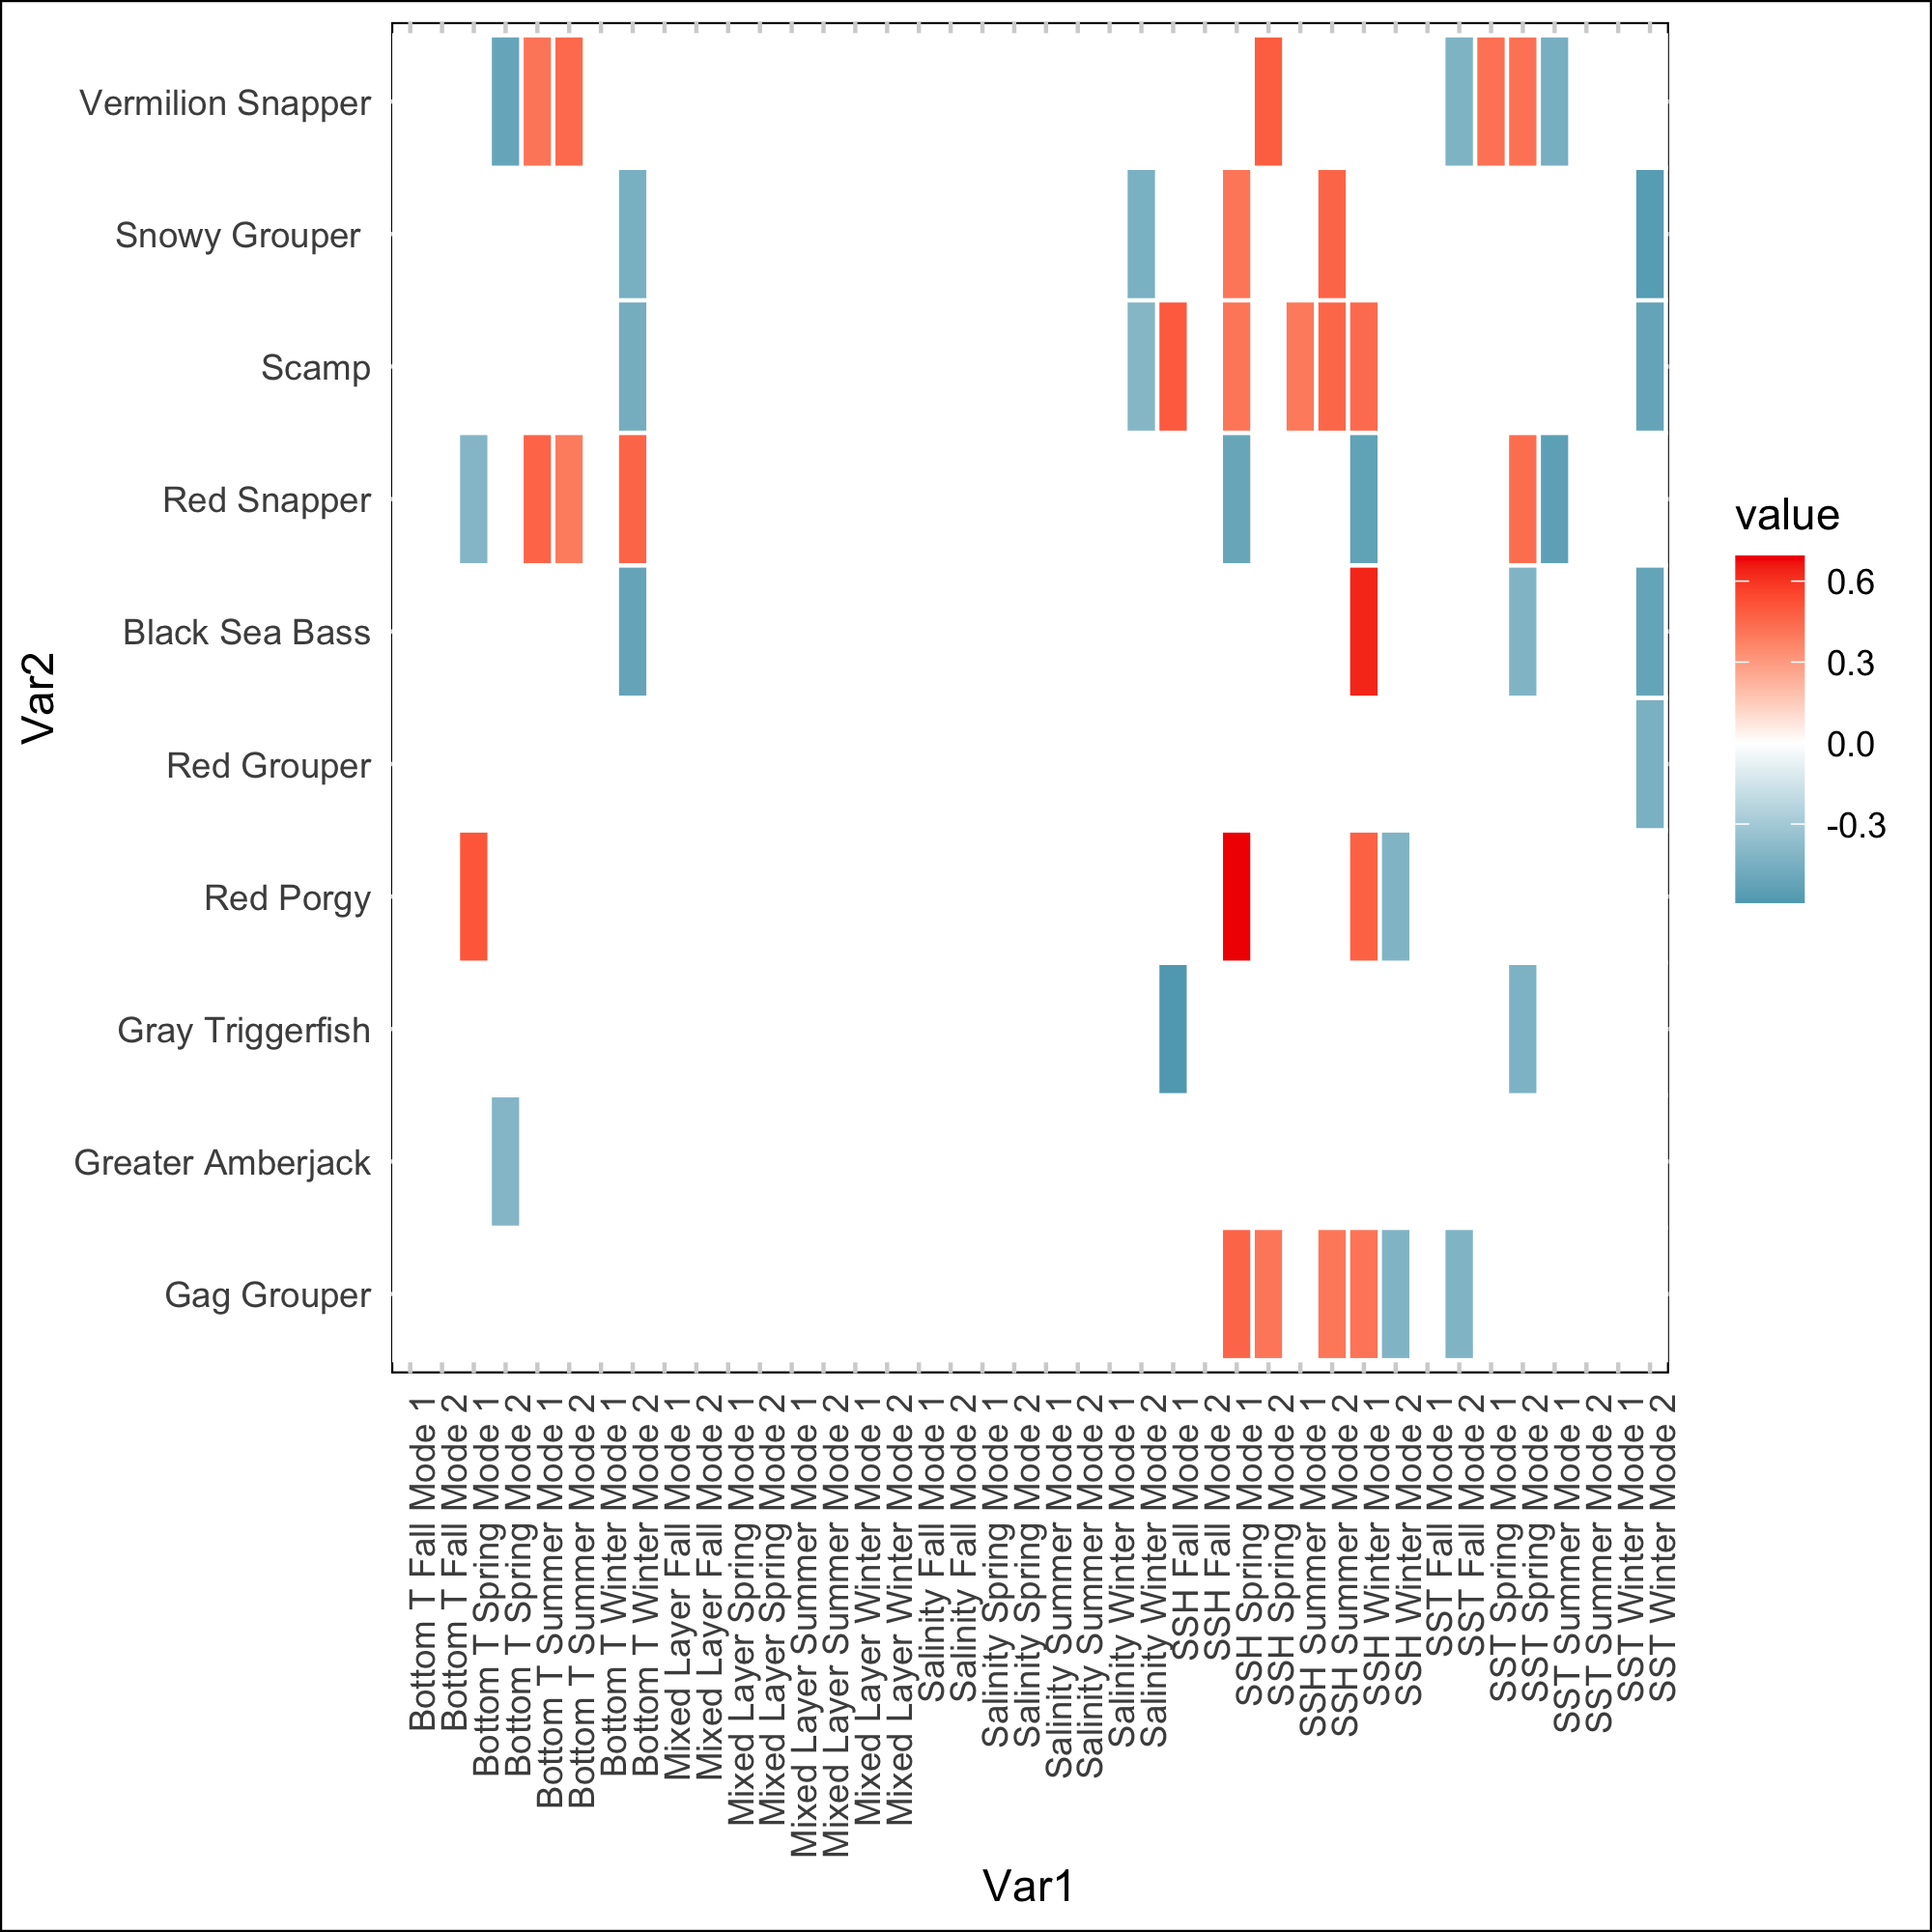 Vermilion Snapper
Snowy Grouper
Scamp
Red Snapper
Black Sea Bass
Red Grouper
Red Porgy
Gray Triggerfish
Greater Amberjack
Gag Grouper
Var2
value
0.6
0.3
0.0
-0.3
Bottom T Fall Mode 1
Bottom T Fall Mode 2
Bottom T Spring Mode 1
Bottom T Spring Mode 2
Bottom T Summer Mode 1
Bottom T Summer Mode 2
Bottom T Winter Mode 1
Bottom T Winter Mode 2
Mixed Layer Fall Mode 1
Mixed Layer Fall Mode 2
Mixed Layer Spring Mode 1
Mixed Layer Spring Mode 2
Mixed Layer Summer Mode 1
Mixed Layer Summer Mode 2
Mixed Layer Winter Mode 1
Mixed Layer Winter Mode 2
Salinity Fall Mode 1
Salinity Fall Mode 2
Salinity Spring Mode 1
Salinity Spring Mode 2
Salinity Summer Mode 1
Salinity Summer Mode 2
Salinity Winter Mode 1
Salinity Winter Mode 2
SSH Fall Mode 1
SSH Fall Mode 2
SSH Spring Mode 1
SSH Spring Mode 2
SSH Summer Mode 1
SSH Summer Mode 2
SSH Winter Mode 1
SSH Winter Mode 2
SST Fall Mode 1
SST Fall Mode 2
SST Spring Mode 1
SST Spring Mode 2
SST Summer Mode 1
SST Summer Mode 2
SST Winter Mode 1
SST Winter Mode 2
Var1